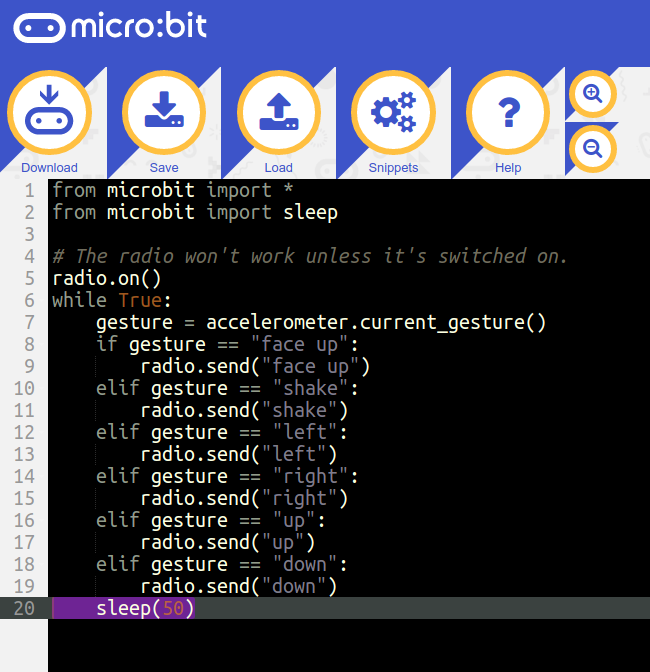 micro:bit
Download Save Load Snippets Help
1 from microbit import *
2 from microbit import sleep
3
4 # The radio won't work unless it's switched on.
5 radio.on()
6 while True:
7     gesture = accelerometer.current_gesture()
8     if gesture == "face up":
9         radio.send("face up")
10     elif gesture == "shake":
11         radio.send("shake")
12     elif gesture == "left":
13         radio.send("left")
14     elif gesture == "right":
15         radio.send("right")
16     elif gesture == "up":
17         radio.send("up")
18     elif gesture == "down":
19         radio.send("down")
20     sleep(50)